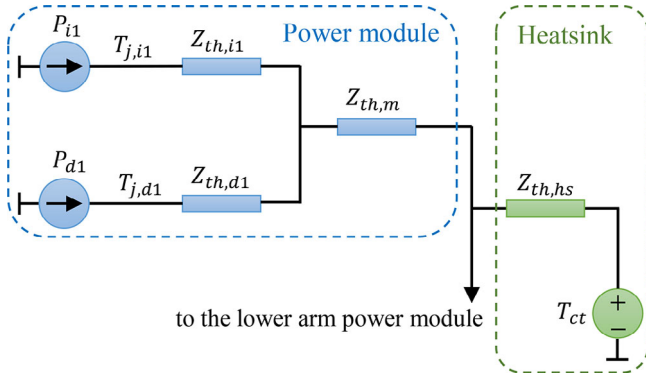 Power module
Heatsink
P_{i1}
T_{j,i1}
Z_{th,i1}
Z_{th,m}
P_{d1}
T_{j,d1}
Z_{th,d1}
Z_{th,hs}
to the lower arm power module
T_{ct}
+
−